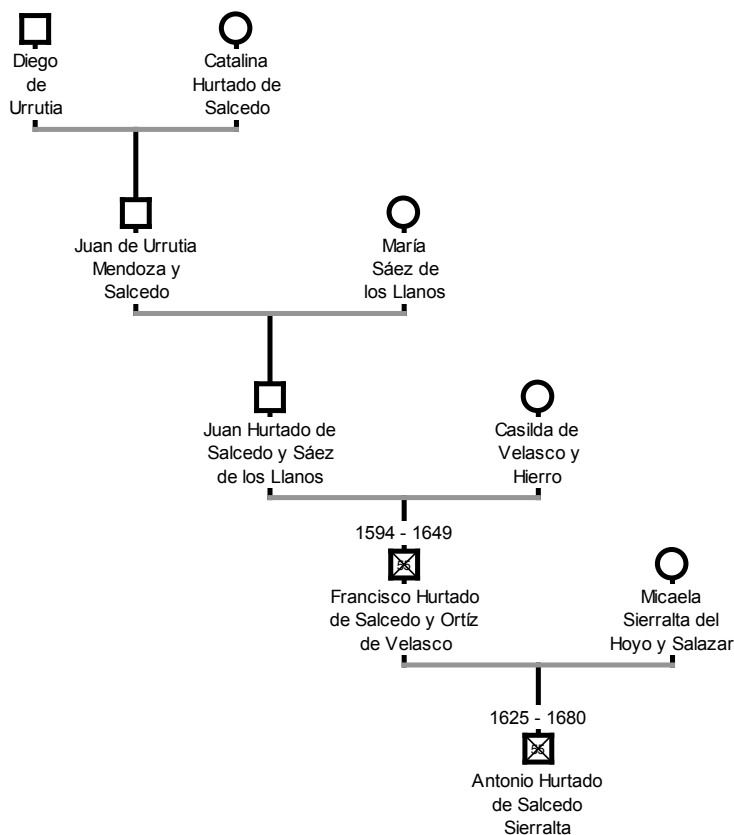 Diego
de
Urrutia
Catalina
Hurtado de
Salcedo
Juan de Urrutia
Mendoza y
Salcedo
María
Sáez de
los Llanos
Juan Hurtado de
Salcedo y Sáez
de los Llanos
Casilda de
Velasco y
Hierro
1594 - 1649
55
Francisco Hurtado
de Salcedo y Ortíz
de Velasco
Micaela
Sierralta del
Hoyo y Salazar
1625 - 1680
55
Antonio Hurtado
de Salcedo
Sierralta